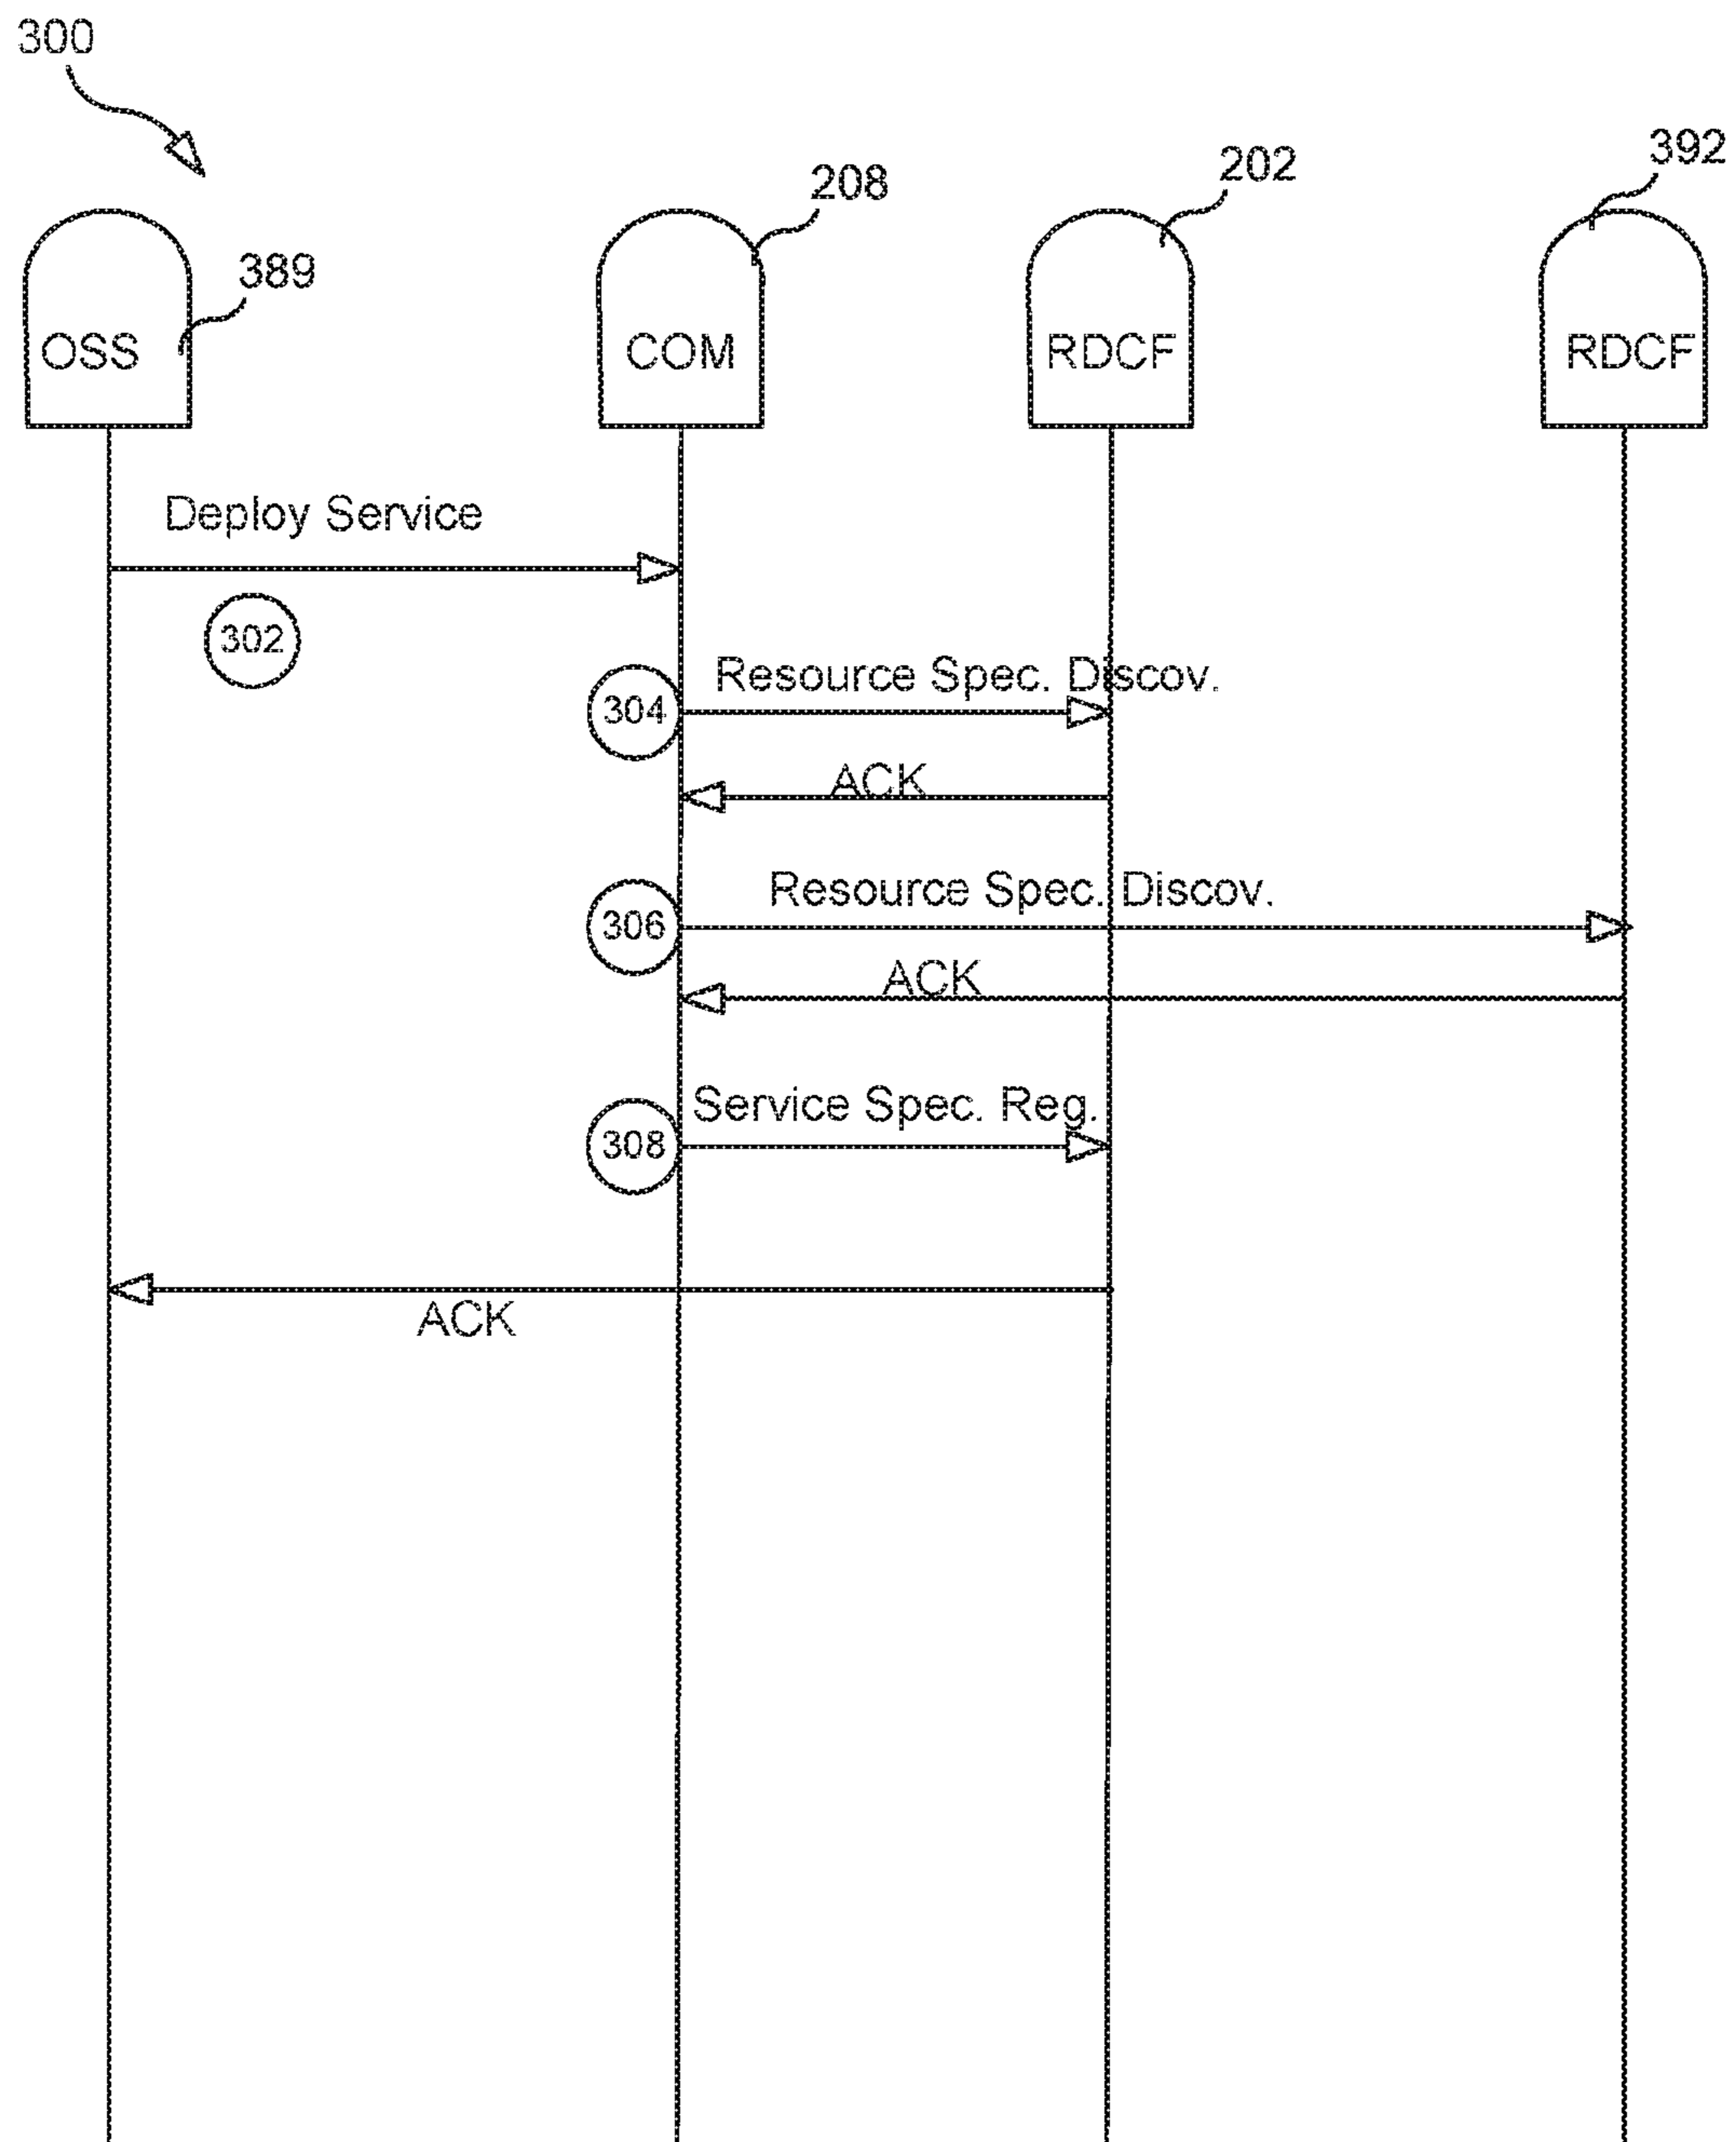 300
392
202
208
389
OSS
COM
RDCF
RDCF
Deploy Service
302
Resource Spec. Discov.
304
ACK
Resource Spec. Discov.
306
ACK
Service Spec. Reg.
308
ACK